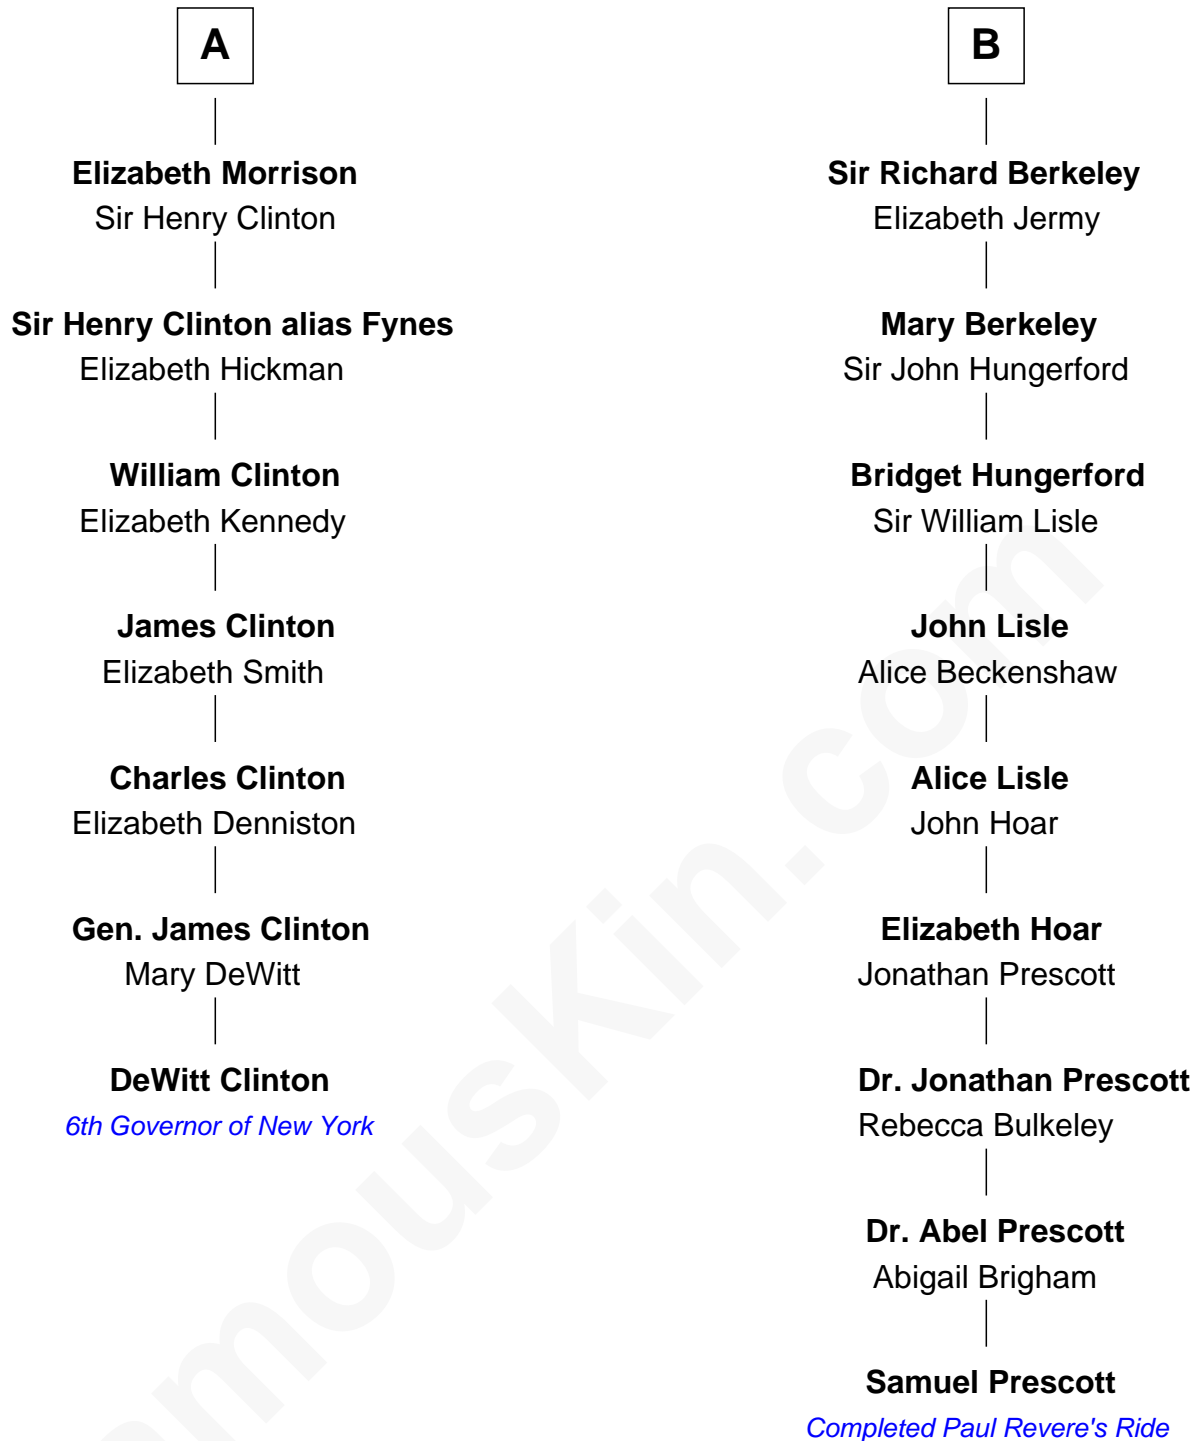 A
Elizabeth Morrison
Sir Henry Clinton
Sir Henry Clinton alias Fynes
Elizabeth Hickman
William Clinton
Elizabeth Kennedy
James Clinton
Elizabeth Smith
Charles Clinton
Elizabeth Denniston
Gen. James Clinton
Mary DeWitt
DeWitt Clinton
6th Governor of New York
B
Sir Richard Berkeley
Elizabeth Jermy
Mary Berkeley
Sir John Hungerford
Bridget Hungerford
Sir William Lisle
John Lisle
Alice Beckenshaw
Alice Lisle
John Hoar
Elizabeth Hoar
Jonathan Prescott
Dr. Jonathan Prescott
Rebecca Bulkeley
Dr. Abel Prescott
Abigail Brigham
Samuel Prescott
Completed Paul Revere's Ride
amouskin.com